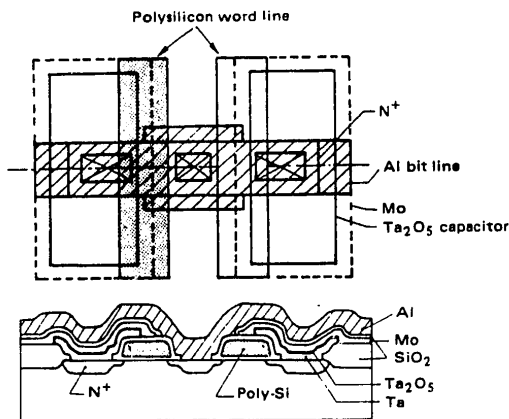 Polysilicon word line
N⁺
Al bit line
Mo
Ta₂O₅ capacitor
Al
Mo
SiO₂
Ta₂O₅
Ta
N⁺
Poly-Si